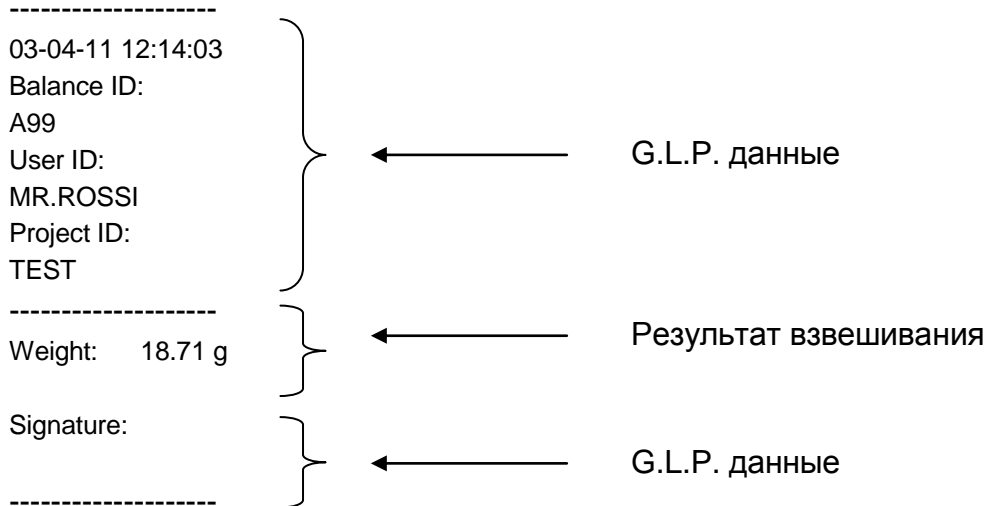 --------------------
03-04-11 12:14:03
Balance ID:
A99
User ID:
G.L.P. данные
MR.ROSSI
Project ID:
TEST
--------------------
Результат взвешивания
Weight: 18.71 g
Signature:
G.L.P. данные
--------------------